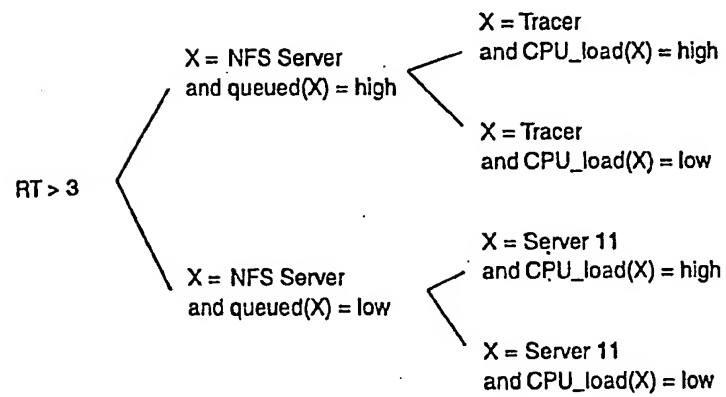 RT > 3
X = NFS Server
and queued(X) = high
X = Tracer
and CPU_load(X) = high
X = Tracer
and CPU_load(X) = low
X = NFS Server
and queued(X) = low
X = Server 11
and CPU_load(X) = high
X = Server 11
and CPU_load(X) = low